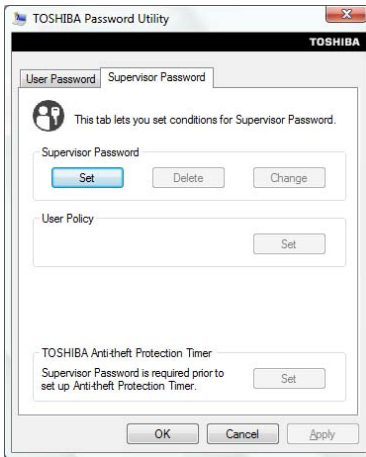 TOSHIBA Password Utility
TOSHIBA
User Password Supervisor Password
This tab lets you set conditions for Supervisor Password.
Supervisor Password
Set Delete Change
User Policy
Set
TOSHIBA Anti-theft Protection Timer
Supervisor Password is required prior to
set up Anti-theft Protection Timer.
Set
OK Cancel Apply